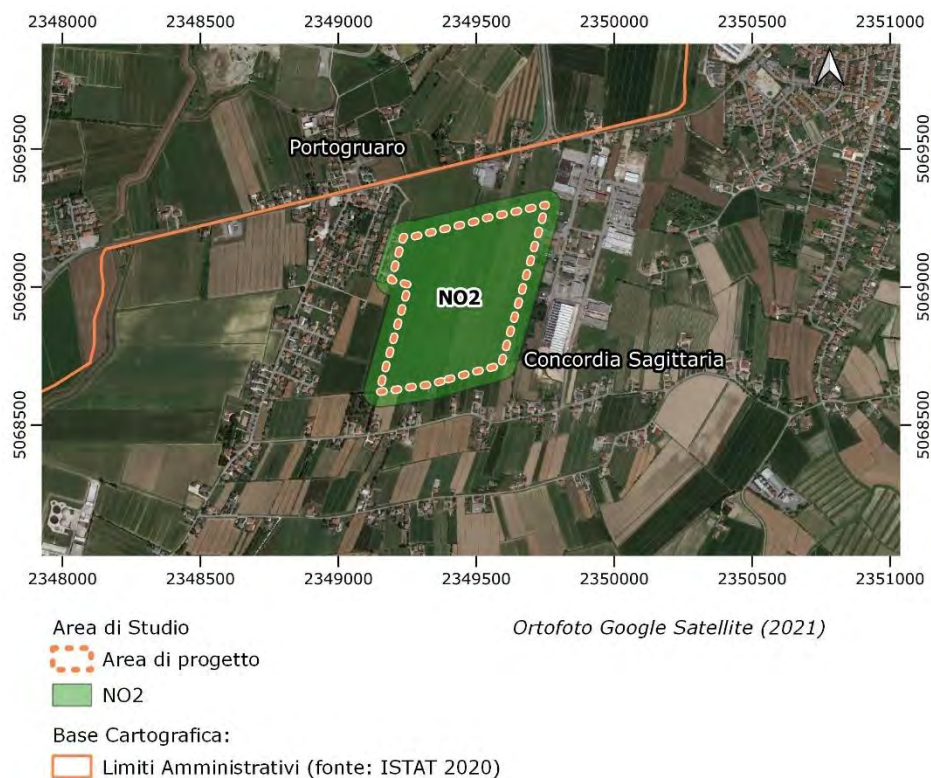 2348000 2348500 2349000 2349500 2350000 2350500 2351000
5069500
5069500
Portogruaro
5069000
5069000
NO2
Concordia Sagittaria
5068500
5068500
2348000 2348500 2349000 2349500 2350000 2350500 2351000
Area di Studio
Ortofoto Google Satellite (2021)
Area di progetto
NO2
Base Cartografica:
Limiti Amministrativi (fonte: ISTAT 2020)